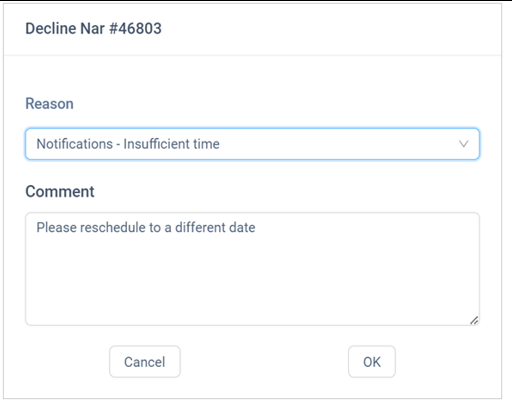 Decline Nar #46803
Reason
Notifications - Insufficient time
Comment
Please reschedule to a different date
Cancel
OK